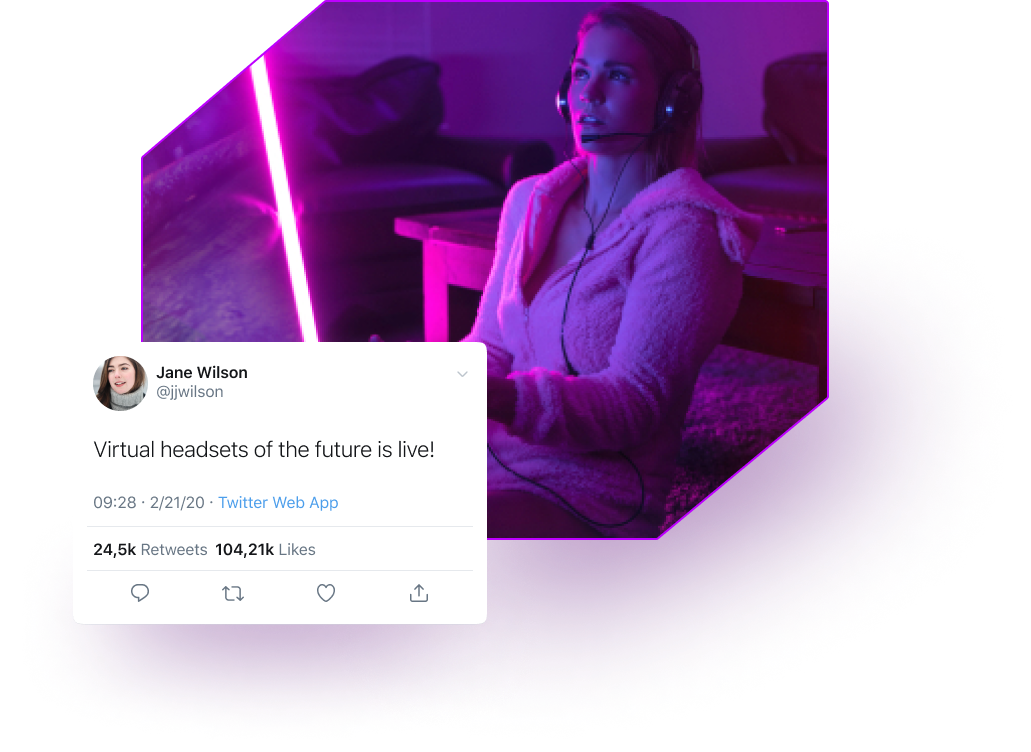 Jane Wilson
@jjwilson
Virtual headsets of the future is live!
09:28 · 2/21/20 · Twitter Web App
24,5k Retweets 104,21k Likes